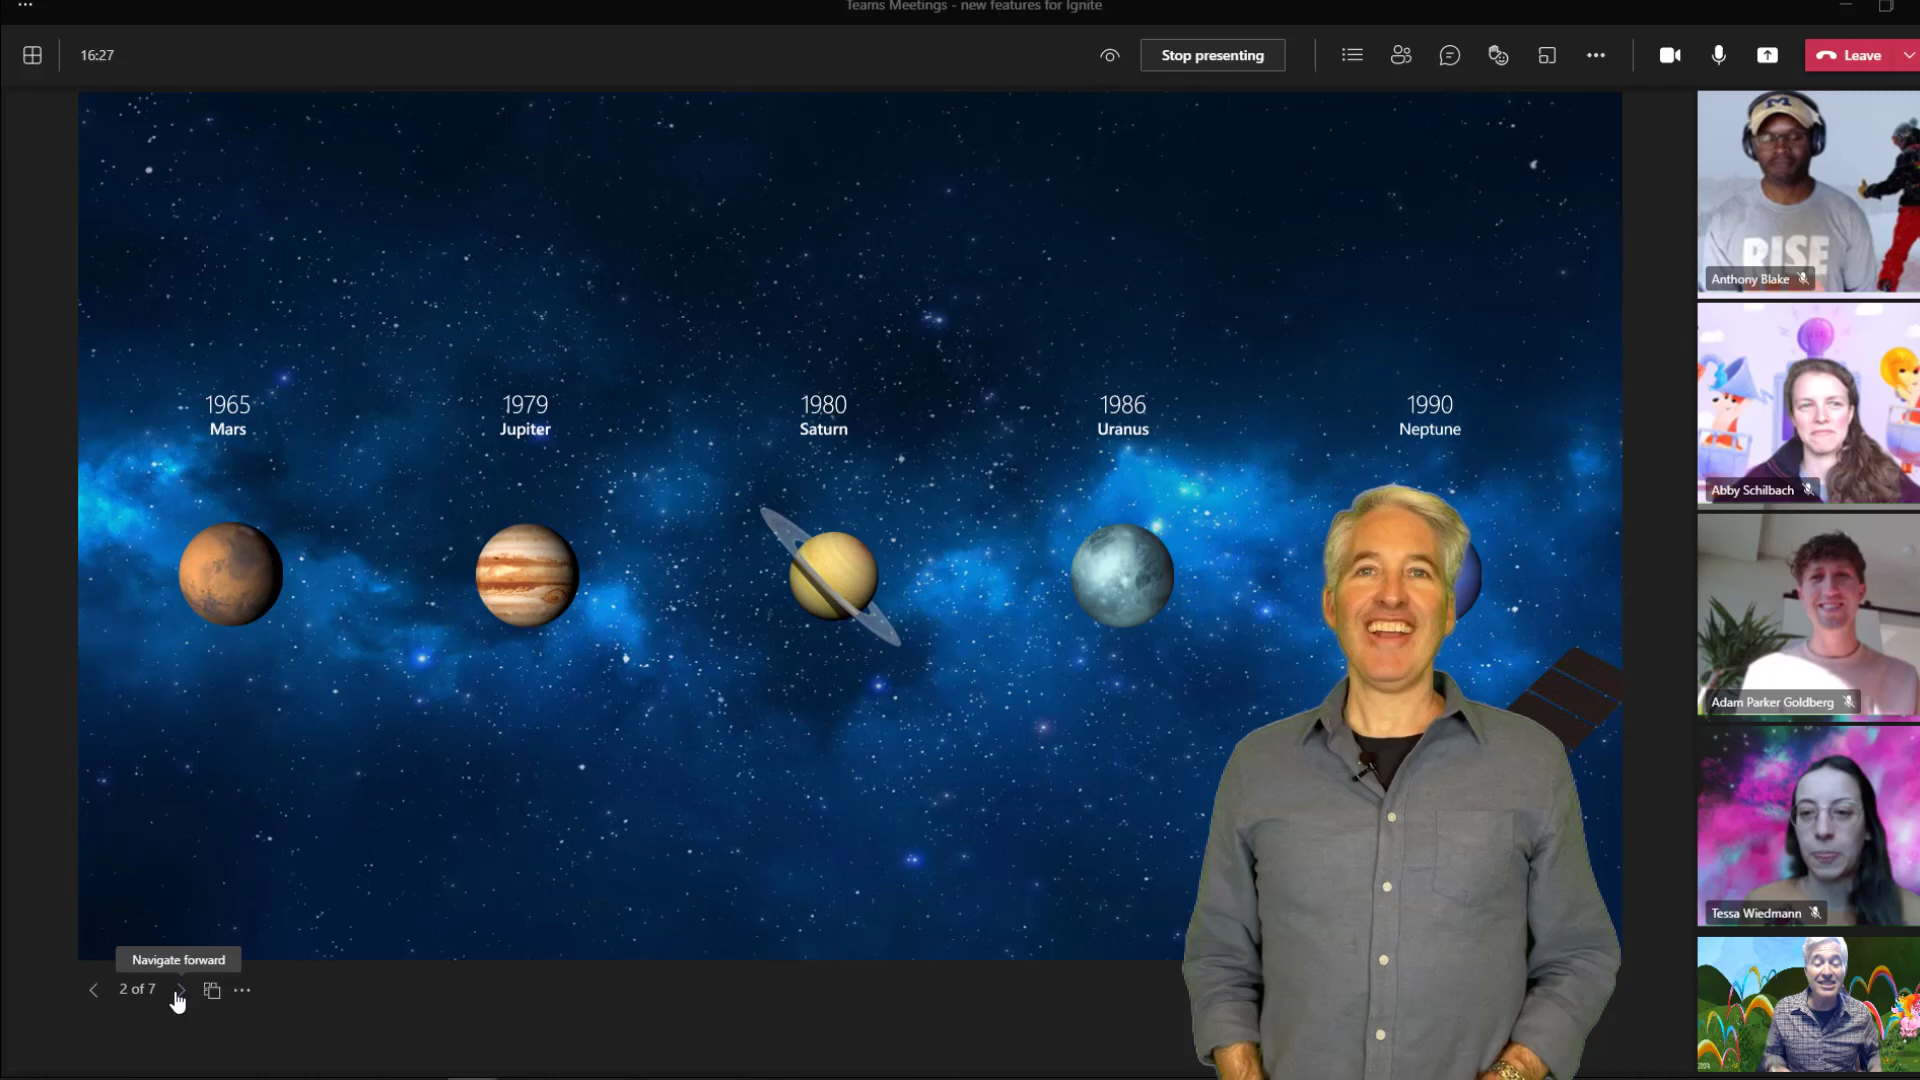 Teams Meetings - new features for Ignite
16:27
Stop presenting
Leave
1965
Mars
1979
Jupiter
1980
Saturn
1986
Uranus
1990
Neptune
M
RISE
Anthony Blake
Abby Schilbach
Adam Parker Goldberg
Tessa Wiedmann
Navigate forward
2 of 7